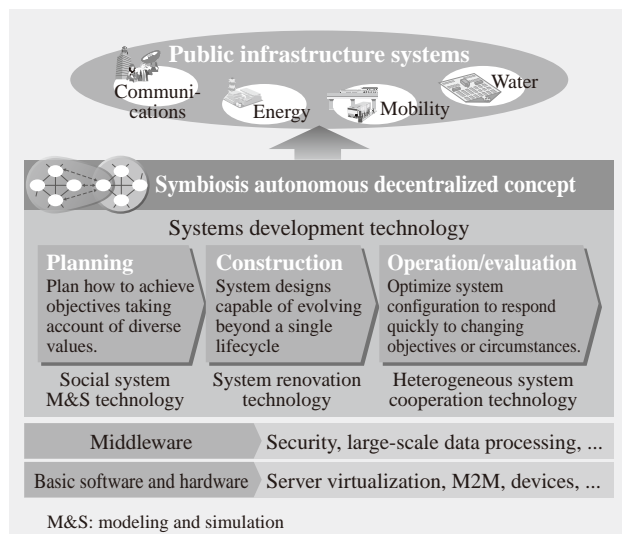 Public infrastructure systems
Communi-
cations
Energy
Mobility
Water
Symbiosis autonomous decentralized concept
Systems development technology
Planning
Plan how to achieve
objectives taking
account of diverse
values.
Construction
System designs
capable of evolving
beyond a single
lifecycle
Operation/evaluation
Optimize system
configuration to respond
quickly to changing
objectives or circumstances.
Social system
M&S technology
System renovation
technology
Heterogeneous system
cooperation technology
Middleware
Security, large-scale data processing, ...
Basic software and hardware
Server virtualization, M2M, devices, ...
M&S: modeling and simulation